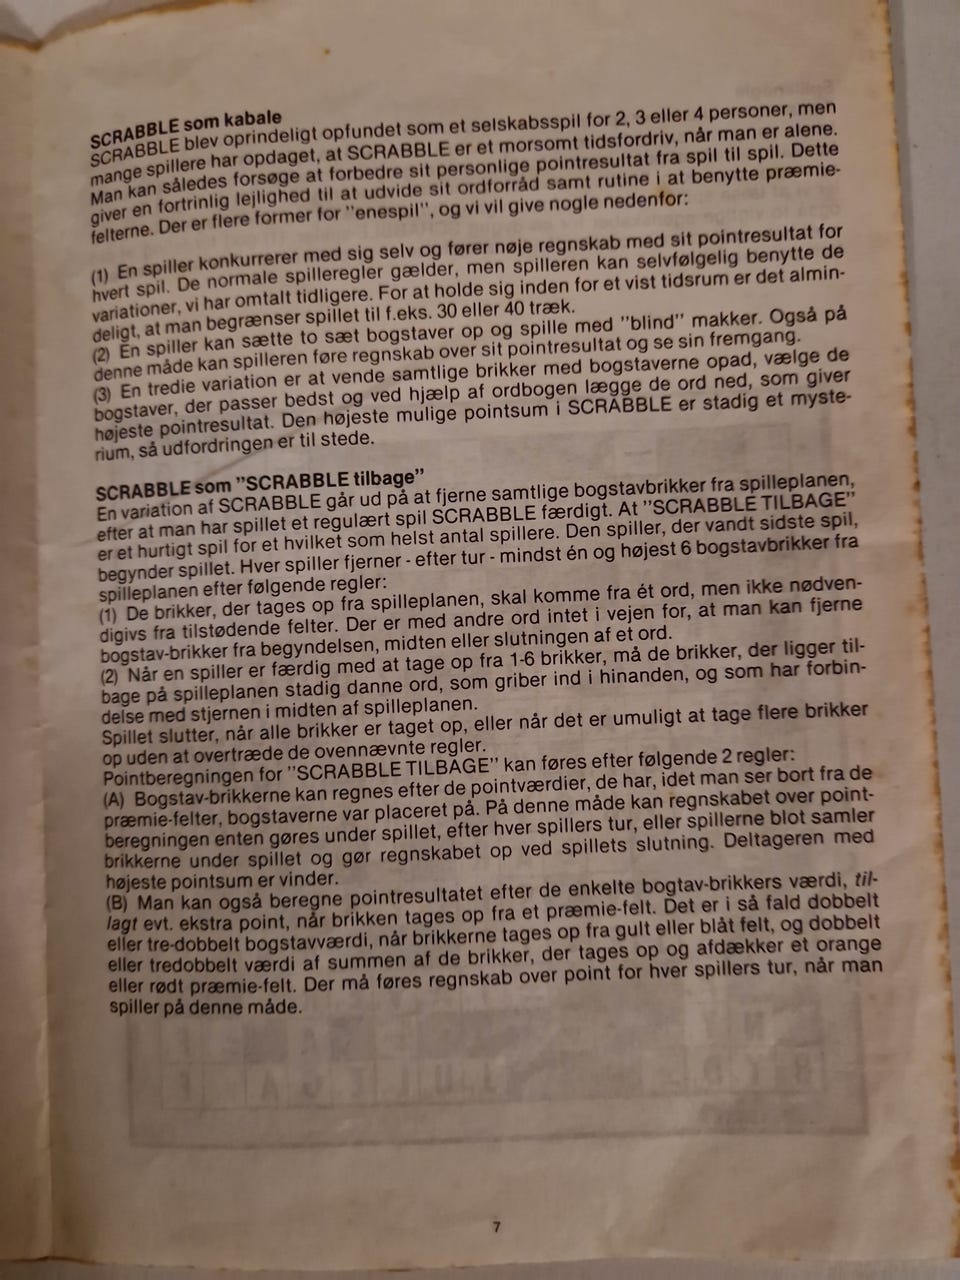 SCRABBLE som kabale
SCRABBLE blev oprindeligt opfundet som et selskabsspil for 2, 3 eller 4 personer, men
mange spillere har opdaget, at SCRABBLE er et morsomt tidsfordriv, når man er alene.
Man kan således forsøge at forbedre sit personlige pointresultat fra spil til spil. Dette
giver en fortrinlig lejlighed til at udvide sit ordforråd samt rutine i at benytte præmie-
felterne. Der er flere former for "enespil", og vi vil give nogle nedenfor:
(1) En spiller konkurrerer med sig selv og fører nøje regnskab med sit pointresultat for
hvert spil. De normale spilleregler gælder, men spilleren kan selvfølgelig benytte de
variationer, vi har omtalt tidligere. For at holde sig inden for et vist tidsrum er det almin-
deligt, at man begrænser spillet til f.eks. 30 eller 40 træk.
(2) En spiller kan sætte to sæt bogstaver op og spille med "blind" makker. Også på
denne måde kan spilleren føre regnskab over sit pointresultat og se sin fremgang.
(3) En tredie variation er at vende samtlige brikker med bogstaverne opad, vælge de
bogstaver, der passer bedst og ved hjælp af ordbogen lægge de ord ned, som giver
højeste pointresultat. Den højeste mulige pointsum i SCRABBLE er stadig et myste-
rium, så udfordringen er til stede.
SCRABBLE som "SCRABBLE tilbage"
En variation af SCRABBLE går ud på at fjerne samtlige bogstavbrikker fra spilleplanen,
efter at man har spillet et regulært spil SCRABBLE færdigt. At "SCRABBLE TILBAGE"
er et hurtigt spil for et hvilket som helst antal spillere. Den spiller, der vandt sidste spil,
begynder spillet. Hver spiller fjerner - efter tur - mindst én og højest 6 bogstavbrikker fra
spilleplanen efter følgende regler:
(1) De brikker, der tages op fra spilleplanen, skal komme fra ét ord, men ikke nødven-
digivs fra tilstødende felter. Der er med andre ord intet i vejen for, at man kan fjerne
bogstav-brikker fra begyndelsen, midten eller slutningen af et ord.
(2) Når en spiller er færdig med at tage op fra 1-6 brikker, må de brikker, der ligger til-
bage på spilleplanen stadig danne ord, som griber ind i hinanden, og som har forbin-
delse med stjernen i midten af spilleplanen.
Spillet slutter, når alle brikker er taget op, eller når det er umuligt at tage flere brikker
op uden at overtræde de ovennævnte regler.
Pointberegningen for "SCRABBLE TILBAGE" kan føres efter følgende 2 regler:
(A) Bogstav-brikkerne kan regnes efter de pointværdier, de har, idet man ser bort fra de
præmie-felter, bogstaverne var placeret på. På denne måde kan regnskabet over point-
beregningen enten gøres under spillet, efter hver spillers tur, eller spillerne blot samler
brikkerne under spillet og gør regnskabet op ved spillets slutning. Deltageren med
højeste pointsum er vinder.
(B) Man kan også beregne pointresultatet efter de enkelte bogtav-brikkers værdi, til-
lagt evt. ekstra point, når brikken tages op fra et præmie-felt. Det er i så fald dobbelt
eller tre-dobbelt bogstavværdi, når brikkerne tages op fra gult eller blåt felt, og dobbelt
eller tredobbelt værdi af summen af de brikker, der tages op og afdækker et orange
eller rødt præmie-felt. Der må føres regnskab over point for hver spillers tur, når man
spiller på denne måde.
7